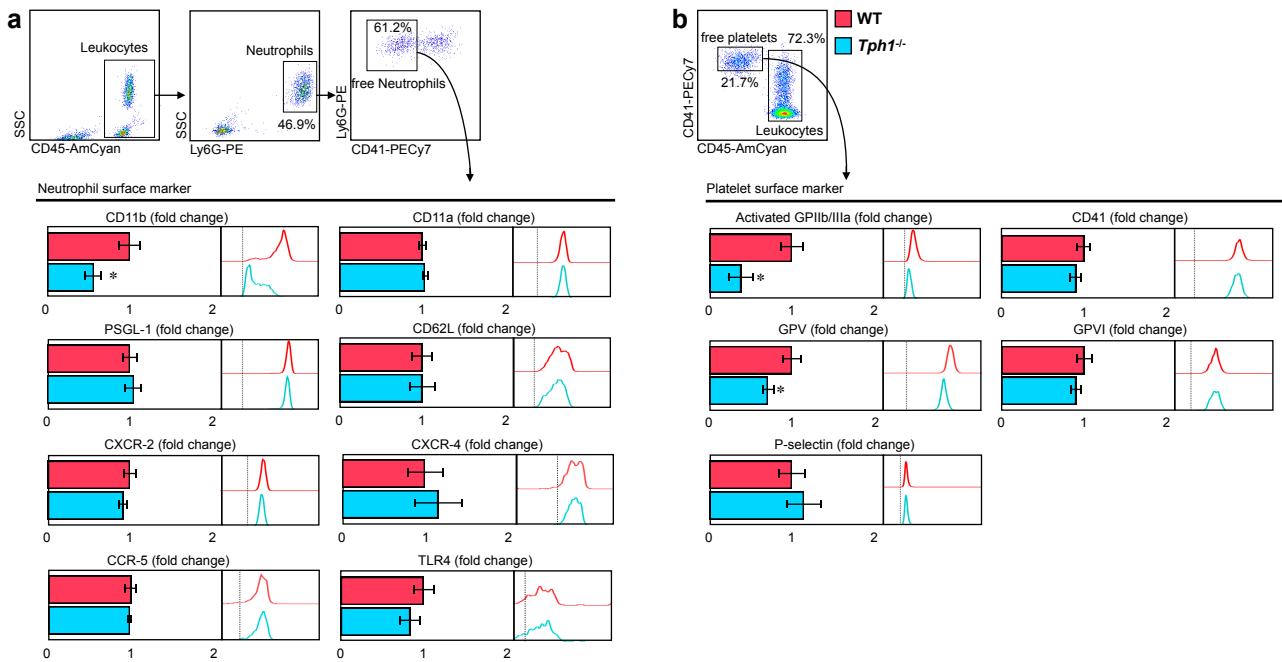 a
Leukocytes
SSC
CD45-AmCyan
Neutrophils
46.9%
SSC
Ly6G-PE
61.2%
free Neutrophils
Ly6G-PE
CD41-PECy7
Neutrophil surface marker
CD11b (fold change)
*
0 1 2
CD11a (fold change)
0 1 2
PSGL-1 (fold change)
0 1 2
CD62L (fold change)
0 1 2
CXCR-2 (fold change)
0 1 2
CXCR-4 (fold change)
0 1 2
CCR-5 (fold change)
0 1 2
TLR4 (fold change)
0 1 2
b
free platelets
72.3%
21.7%
Leukocytes
CD41-PECy7
CD45-AmCyan
WT
Tph1-/-
Platelet surface marker
Activated GPIIb/IIIa (fold change)
*
0 1 2
CD41 (fold change)
0 1 2
GPV (fold change)
*
0 1 2
GPVI (fold change)
0 1 2
P-selectin (fold change)
0 1 2